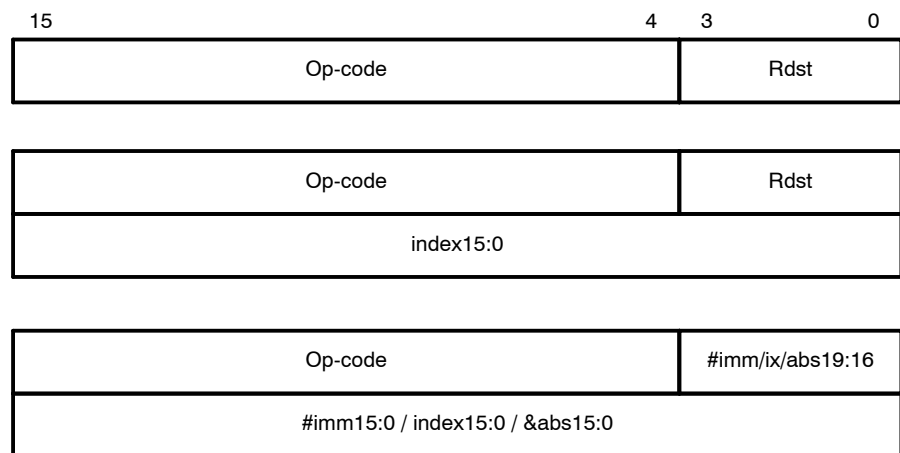 15 4 3 0
Op-code Rdst
Op-code Rdst
index15:0
Op-code #imm/ix/abs19:16
#imm15:0 / index15:0 / &abs15:0